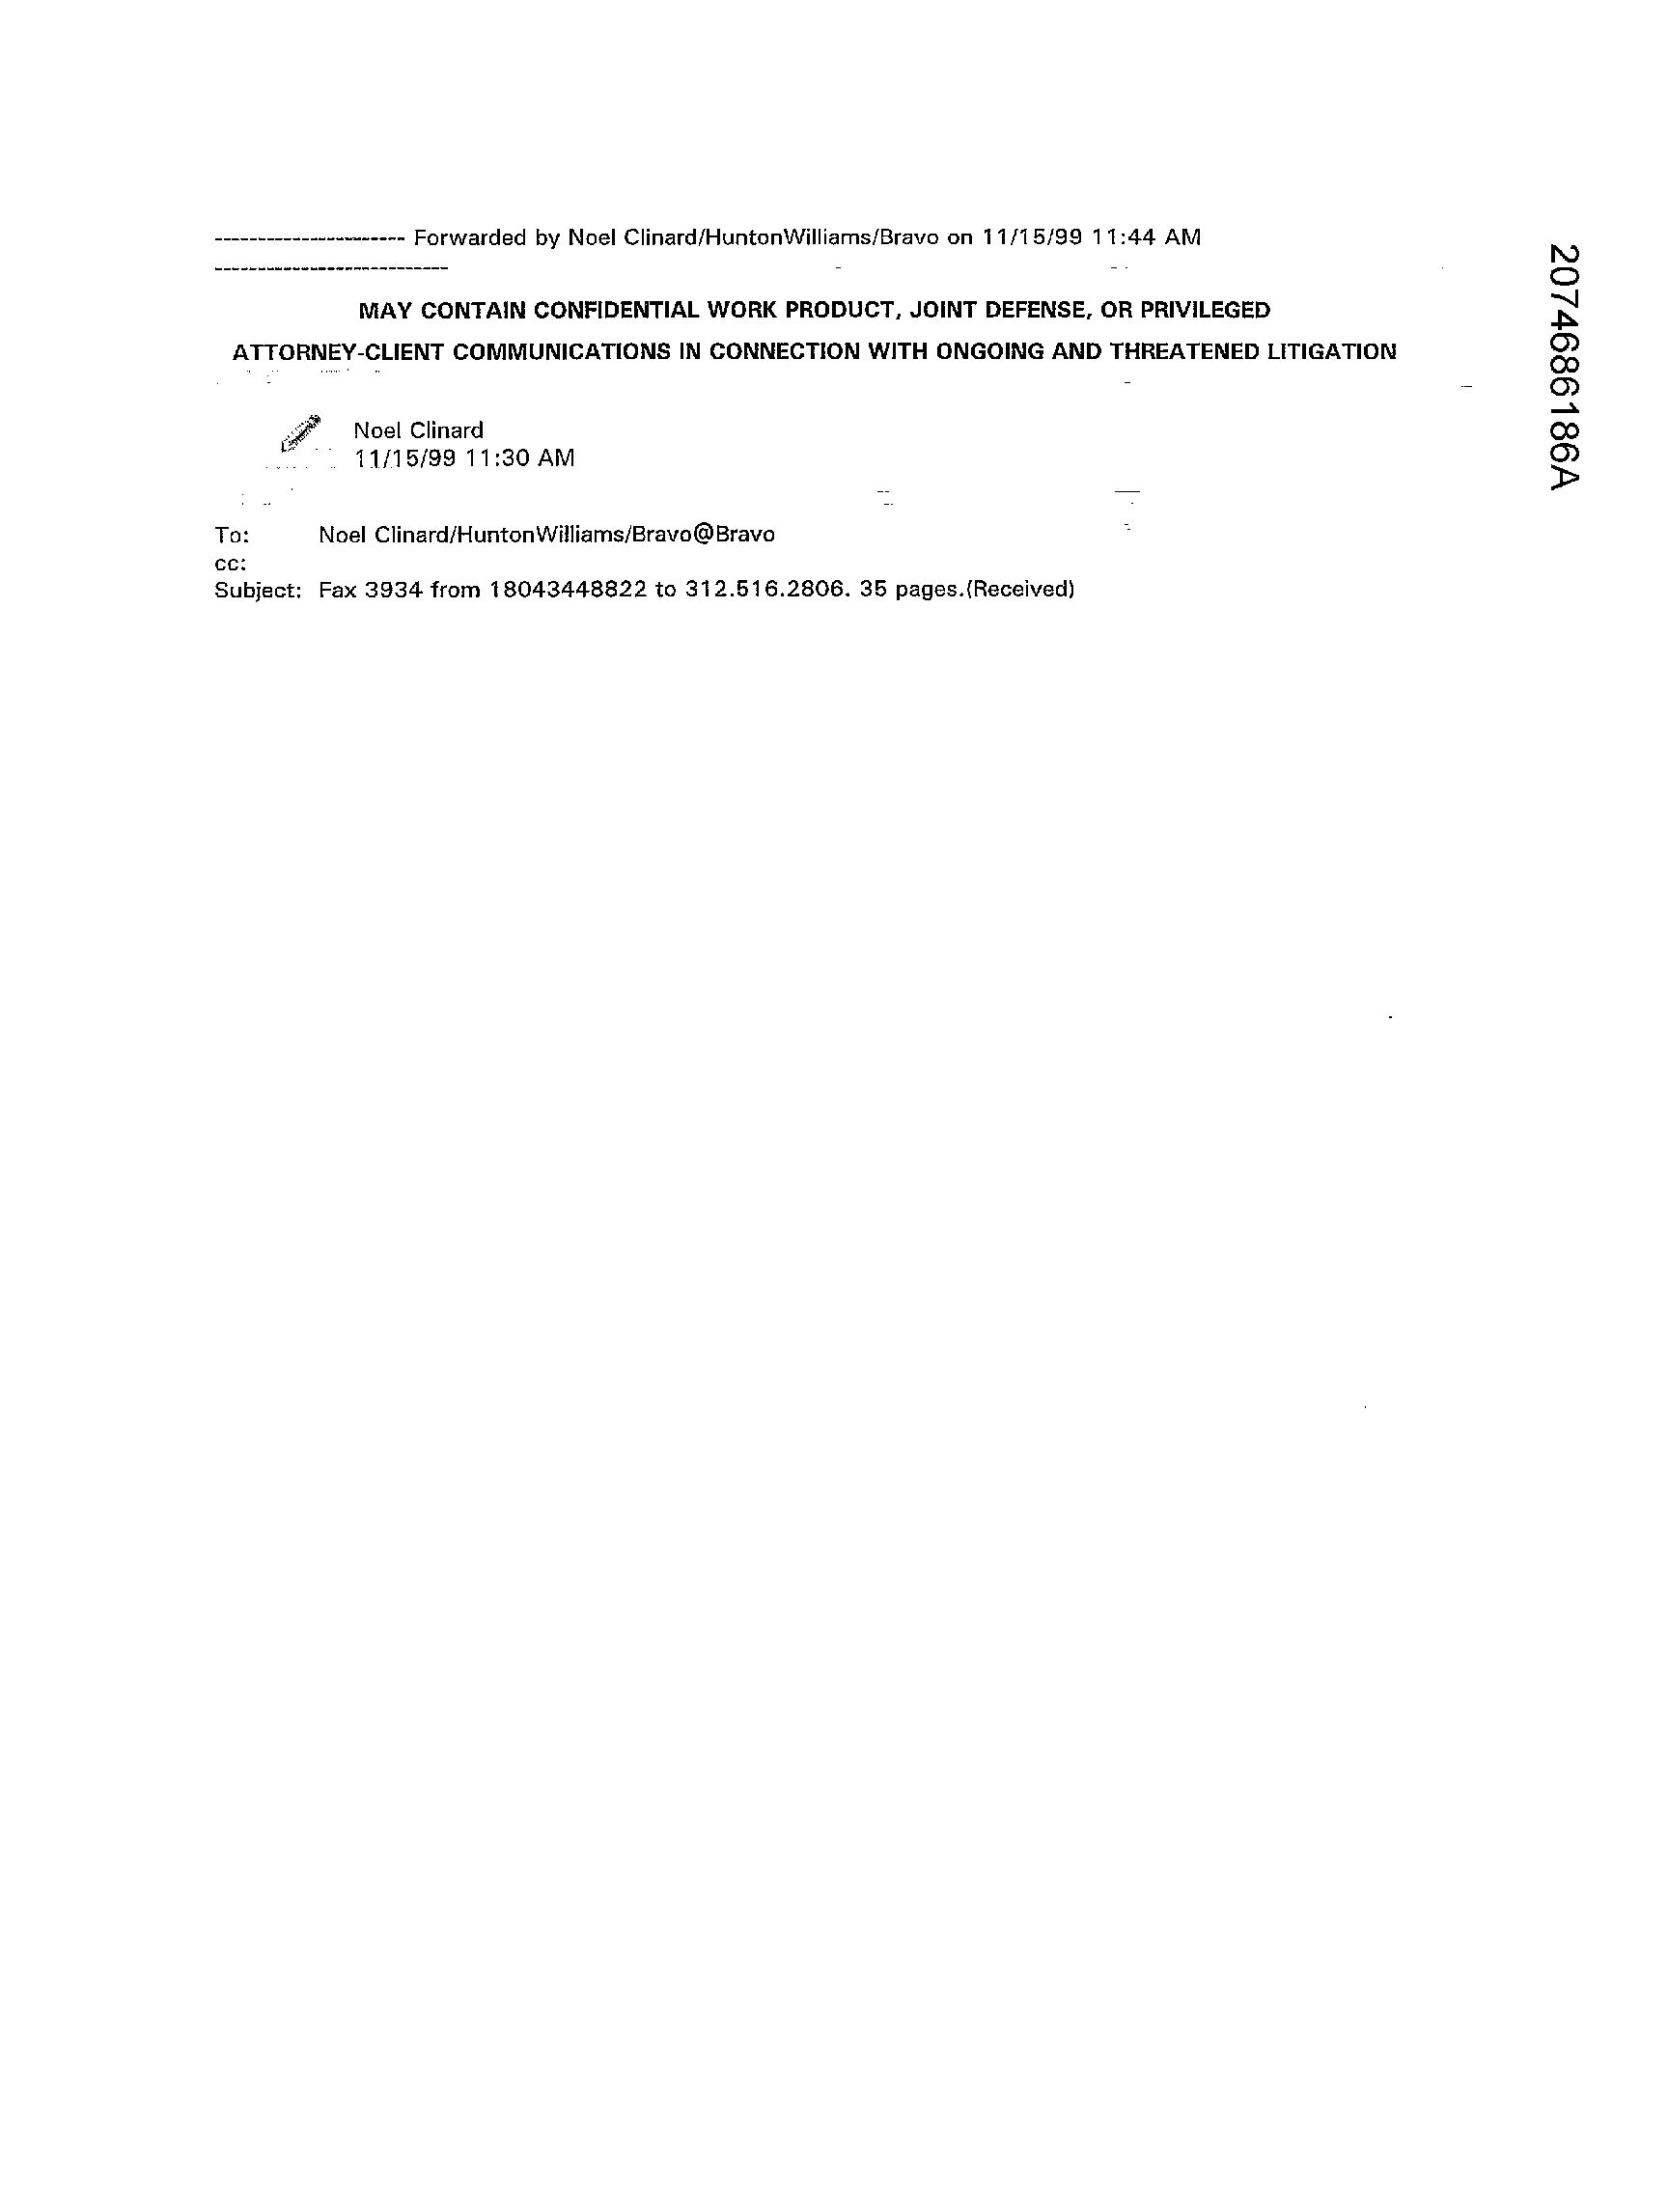 ---------------------- Forwarded by Noel Clinard/HuntonWilliams/Bravo on 11/15/99 11:44 AM
---------------------------
MAY CONTAIN CONFIDENTIAL WORK PRODUCT, JOINT DEFENSE, OR PRIVILEGED
ATTORNEY-CLIENT COMMUNICATIONS IN CONNECTION WITH ONGOING AND THREATENED LITIGATION
Noel Clinard
11/15/99 11:30 AM
To: Noel Clinard/HuntonWilliams/Bravo@Bravo
cc:
Subject: Fax 3934 from 18043448822 to 312.516.2806. 35 pages.(Received)
2074686186A